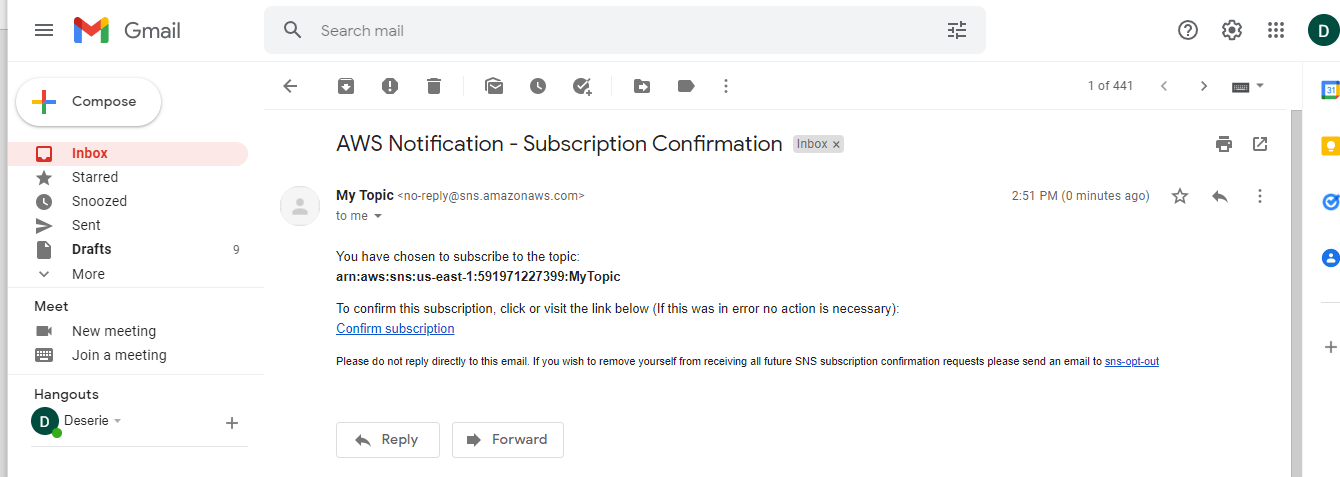 Gmail
Search mail
D
Compose
1 of 441
31
Inbox
Starred
Snoozed
Sent
Drafts 9
More
Meet
New meeting
Join a meeting
Hangouts
D Deserie
AWS Notification - Subscription Confirmation Inbox x
My Topic <no-reply@sns.amazonaws.com> 2:51 PM (0 minutes ago)
to me
You have chosen to subscribe to the topic:
arn:aws:sns:us-east-1:591971227399:MyTopic
To confirm this subscription, click or visit the link below (If this was in error no action is necessary):
Confirm subscription
Please do not reply directly to this email. If you wish to remove yourself from receiving all future SNS subscription confirmation requests please send an email to sns-opt-out
Reply Forward